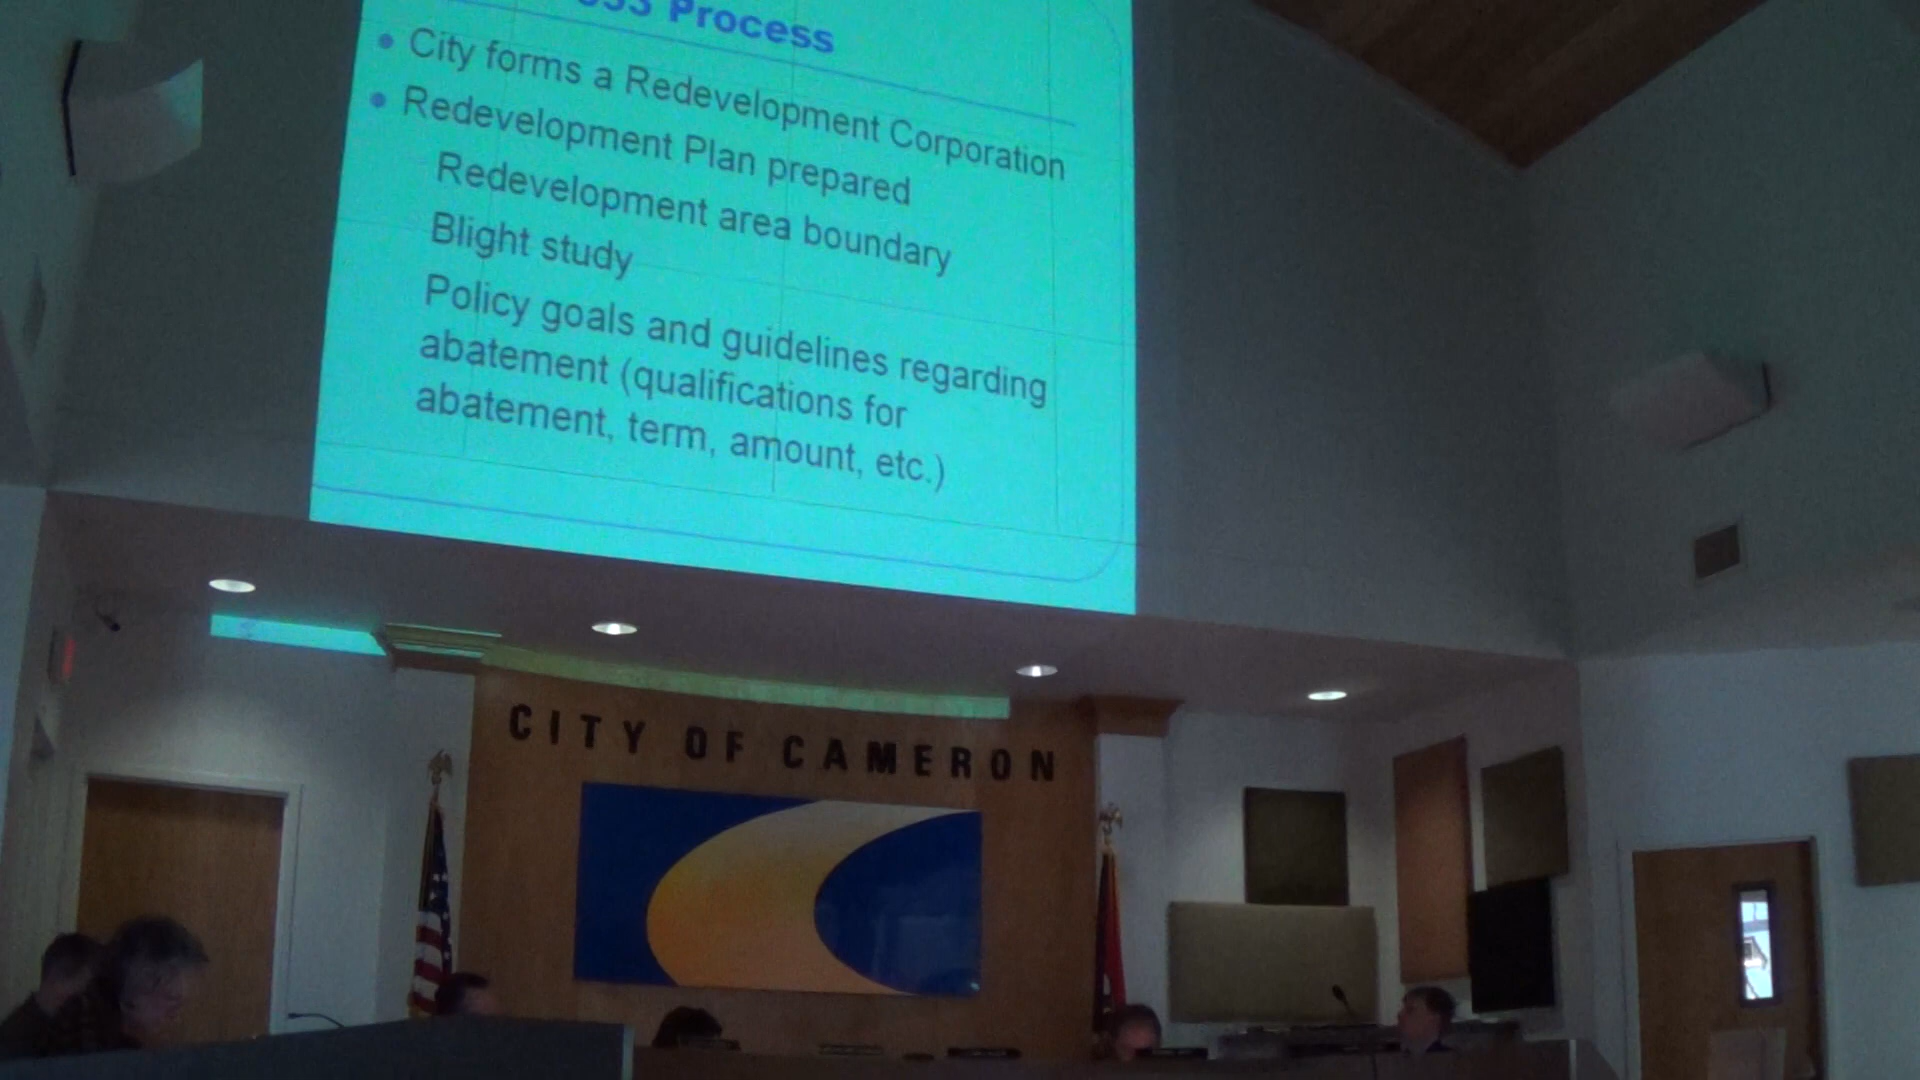 Process
City forms a Redevelopment Corporation
Redevelopment Plan prepared
Redevelopment area boundary
Blight study
Policy goals and guidelines regarding
abatement (qualifications for
abatement, term, amount, etc.)
CITY OF CAMERON